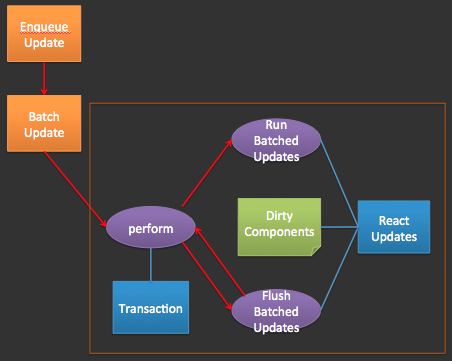 Enqueue
Update
Batch
Update
Run
Batched
Updates
perform
Dirty
Components
React
Updates
Transaction
Flush
Batched
Updates